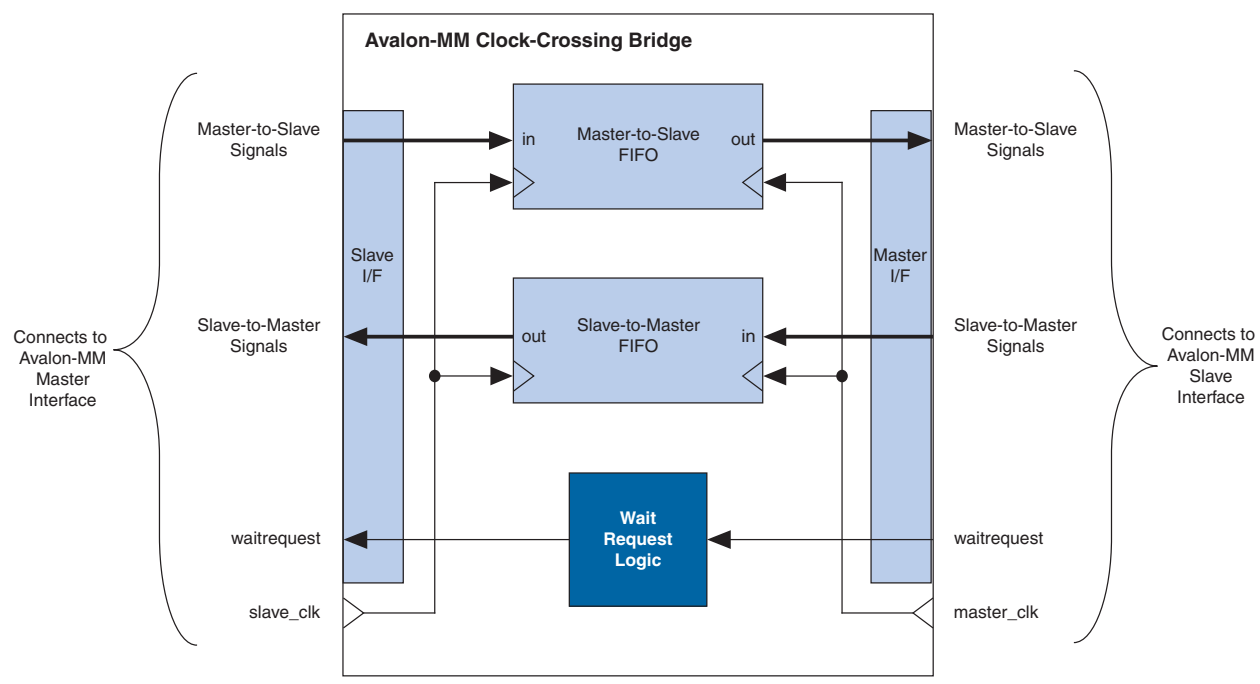 Avalon-MM Clock-Crossing Bridge
Connects to
Avalon-MM
Master
Interface
Master-to-Slave
Signals
Slave-to-Master
Signals
waitrequest
slave_clk
Slave
I/F
in
Master-to-Slave
FIFO
out
out
Slave-to-Master
FIFO
in
Wait
Request
Logic
Master
I/F
Master-to-Slave
Signals
Slave-to-Master
Signals
waitrequest
master_clk
Connects to
Avalon-MM
Slave
Interface